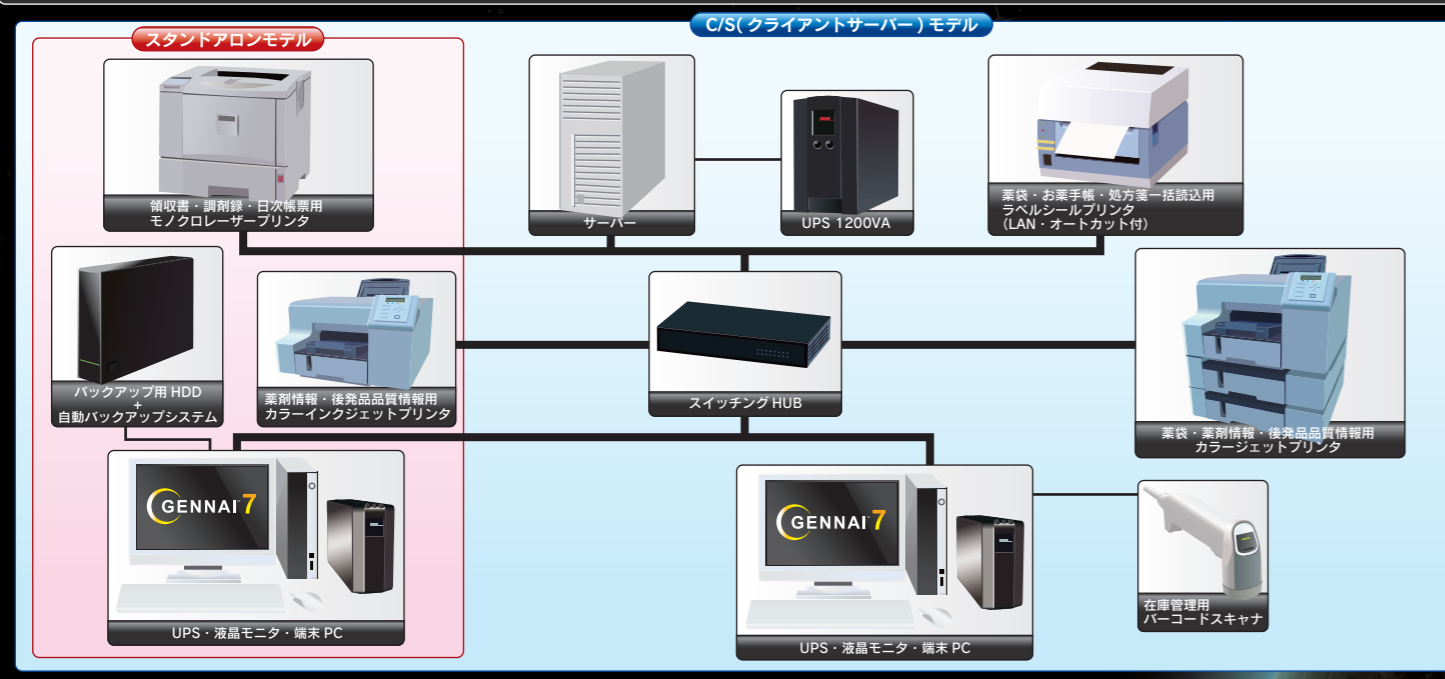 C/S( クライアントサーバー ) モデル
スタンドアロンモデル
領収書・調剤録・日次帳票用
モノクロレーザープリンタ
サーバー
UPS 1200VA
薬袋・お薬手帳・処方箋一括読込用
ラベルシールプリンタ
（LAN・オートカット付）
バックアップ用 HDD
+
自動バックアップシステム
薬剤情報・後発品品質情報用
カラーインクジェットプリンタ
スイッチング HUB
薬袋・薬剤情報・後発品品質情報用
カラージェットプリンタ
GENNAI 7
UPS・液晶モニタ・端末 PC
GENNAI 7
UPS・液晶モニタ・端末 PC
在庫管理用
バーコードスキャナ